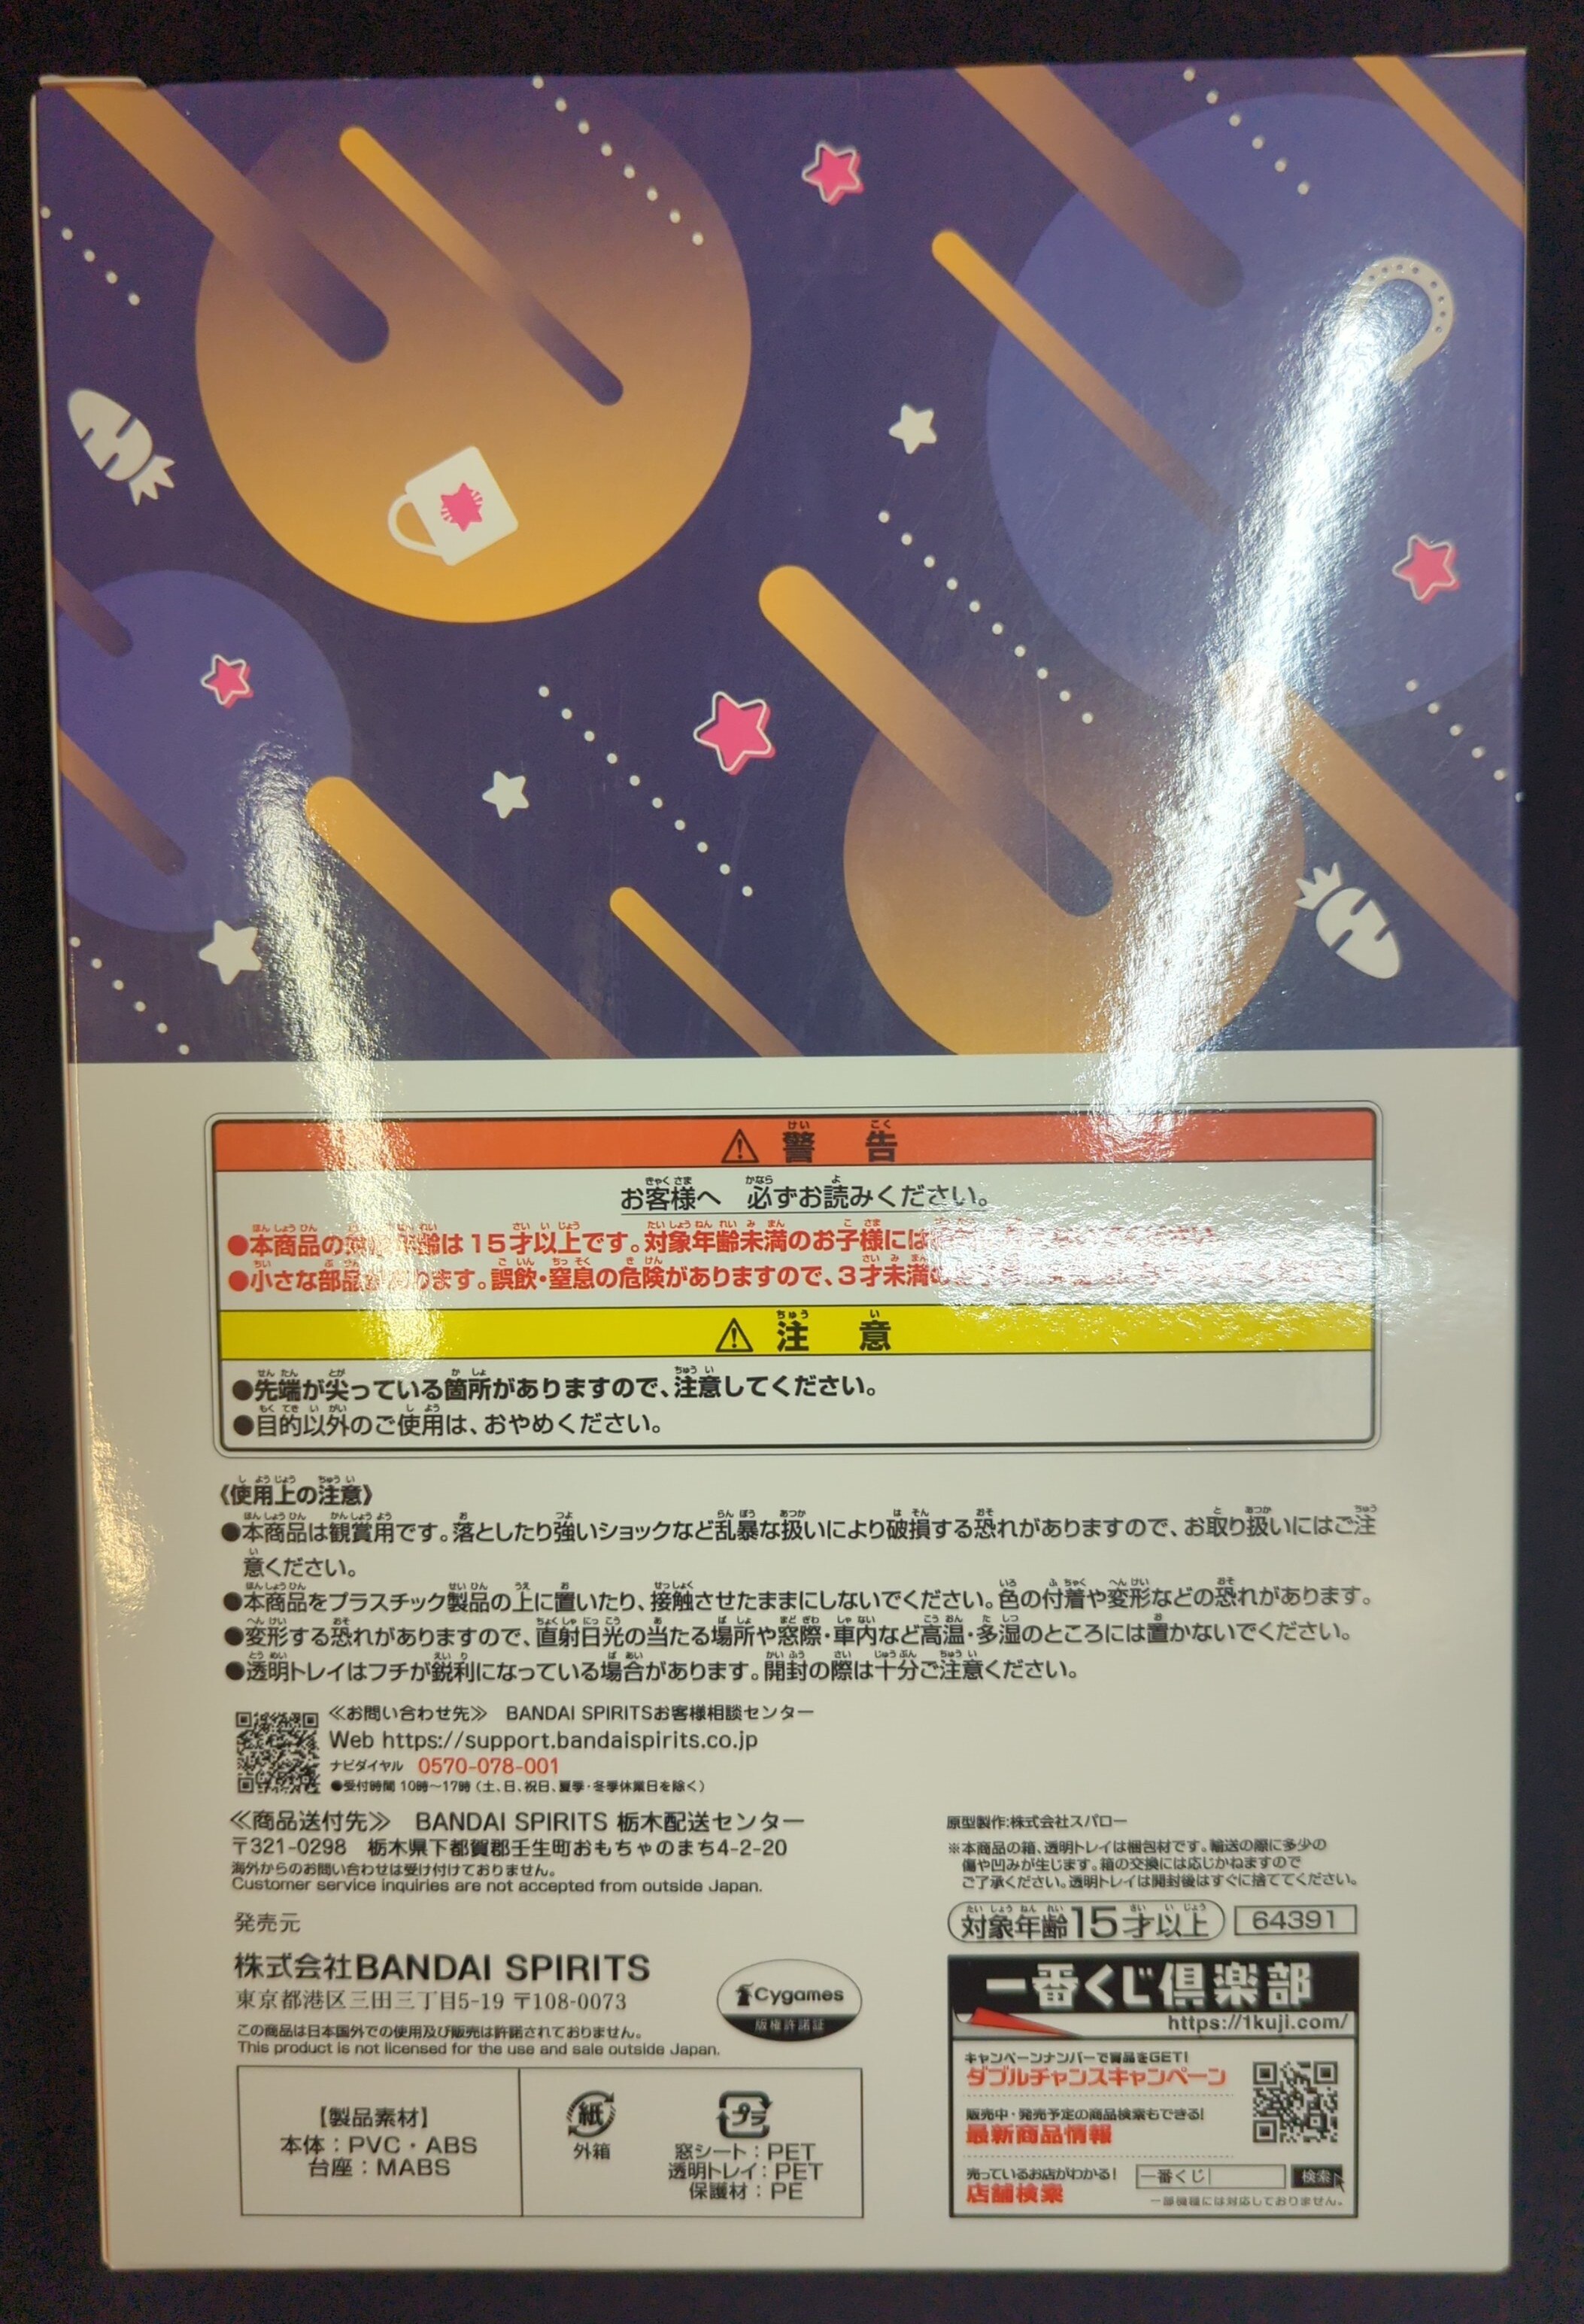 警告
お客様へ 必ずお読みください。
●本商品の対象年齢は15才以上です。対象年齢未満のお子様には
●小さな部品があります。誤飲・窒息の危険がありますので、3才未満の
注意
●先端が尖っている箇所がありますので、注意してください。
●目的以外のご使用は、おやめください。
《使用上の注意》
●本商品は観賞用です。落としたり強いショックなど乱暴な扱いにより破損する恐れがありますので、お取り扱いにはご注
意ください。
●本商品をプラスチック製品の上に置いたり、接触させたままにしないでください。色の付着や変形などの恐れがあります。
●変形する恐れがありますので、直射日光の当たる場所や窓際・車内など高温・多湿のところには置かないでください。
●透明トレイはフチが鋭利になっている場合があります。開封の際は十分ご注意ください。
≪お問い合わせ先≫ BANDAI SPIRITSお客様相談センター
Web https://support.bandaispirits.co.jp
ナビダイヤル 0570-078-001
●受付時間 10時～17時（土、日、祝日、夏季・冬季休業日を除く）
≪商品送付先≫ BANDAI SPIRITS 栃木配送センター
〒321-0298 栃木県下都賀郡壬生町おもちゃのまち4-2-20
海外からのお問い合わせは受け付けておりません。
Customer service inquiries are not accepted from outside Japan.
発売元
株式会社BANDAI SPIRITS
東京都港区三田三丁目5-19 〒108-0073
この商品は日本国外での使用及び販売は許諾されておりません。
This product is not licensed for the use and sale outside Japan.
Cygames
版権許諾証
【製品素材】
本体：PVC・ABS
台座：MABS
紙
外箱
プラ
窓シート：PET
透明トレイ：PET
保護材：PE
原型製作:株式会社スパロー
※本商品の箱、透明トレイは梱包材です。輸送の際に多少の
傷や凹みが生じます。箱の交換には応じかねますので
ご了承ください。透明トレイは開封後はすぐに捨ててください。
対象年齢15才以上
64391
一番くじ倶楽部
https://1kuji.com/
キャンペーンナンバーで賞品をGET!
ダブルチャンスキャンペーン
販売中・発売予定の商品検索もできる!
最新商品情報
売っているお店がわかる!
店舗検索
一番くじ
検索
一部機種には対応しておりません。